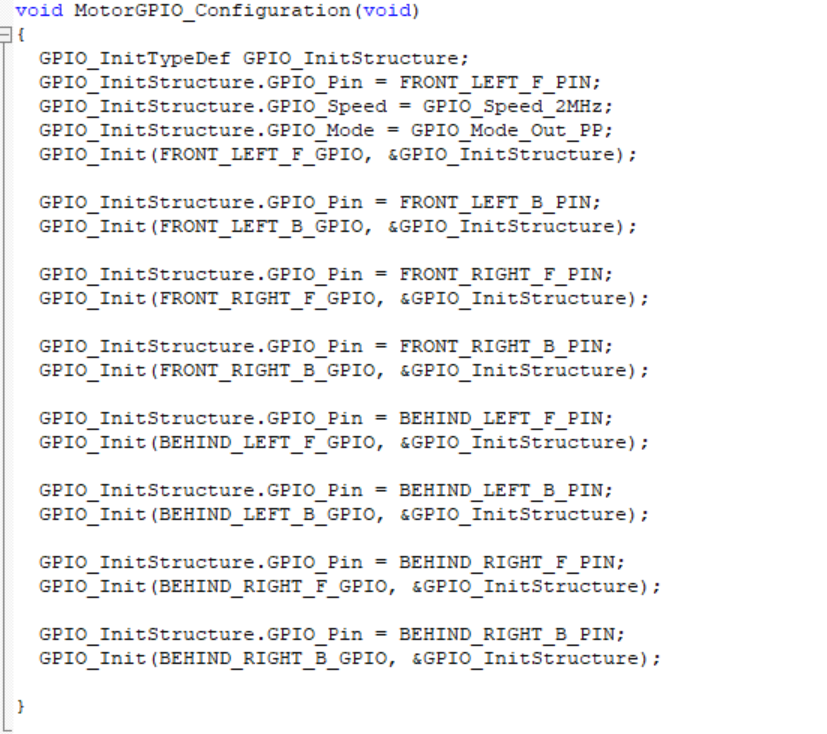 void MotorGPIO_Configuration(void)
{
GPIO_InitTypeDef GPIO_InitStructure;
GPIO_InitStructure.GPIO_Pin = FRONT_LEFT_F_PIN;
GPIO_InitStructure.GPIO_Speed = GPIO_Speed_2MHz;
GPIO_InitStructure.GPIO_Mode = GPIO_Mode_Out_PP;
GPIO_Init(FRONT_LEFT_F_GPIO, &GPIO_InitStructure);
GPIO_InitStructure.GPIO_Pin = FRONT_LEFT_B_PIN;
GPIO_Init(FRONT_LEFT_B_GPIO, &GPIO_InitStructure);
GPIO_InitStructure.GPIO_Pin = FRONT_RIGHT_F_PIN;
GPIO_Init(FRONT_RIGHT_F_GPIO, &GPIO_InitStructure);
GPIO_InitStructure.GPIO_Pin = FRONT_RIGHT_B_PIN;
GPIO_Init(FRONT_RIGHT_B_GPIO, &GPIO_InitStructure);
GPIO_InitStructure.GPIO_Pin = BEHIND_LEFT_F_PIN;
GPIO_Init(BEHIND_LEFT_F_GPIO, &GPIO_InitStructure);
GPIO_InitStructure.GPIO_Pin = BEHIND_LEFT_B_PIN;
GPIO_Init(BEHIND_LEFT_B_GPIO, &GPIO_InitStructure);
GPIO_InitStructure.GPIO_Pin = BEHIND_RIGHT_F_PIN;
GPIO_Init(BEHIND_RIGHT_F_GPIO, &GPIO_InitStructure);
GPIO_InitStructure.GPIO_Pin = BEHIND_RIGHT_B_PIN;
GPIO_Init(BEHIND_RIGHT_B_GPIO, &GPIO_InitStructure);
}